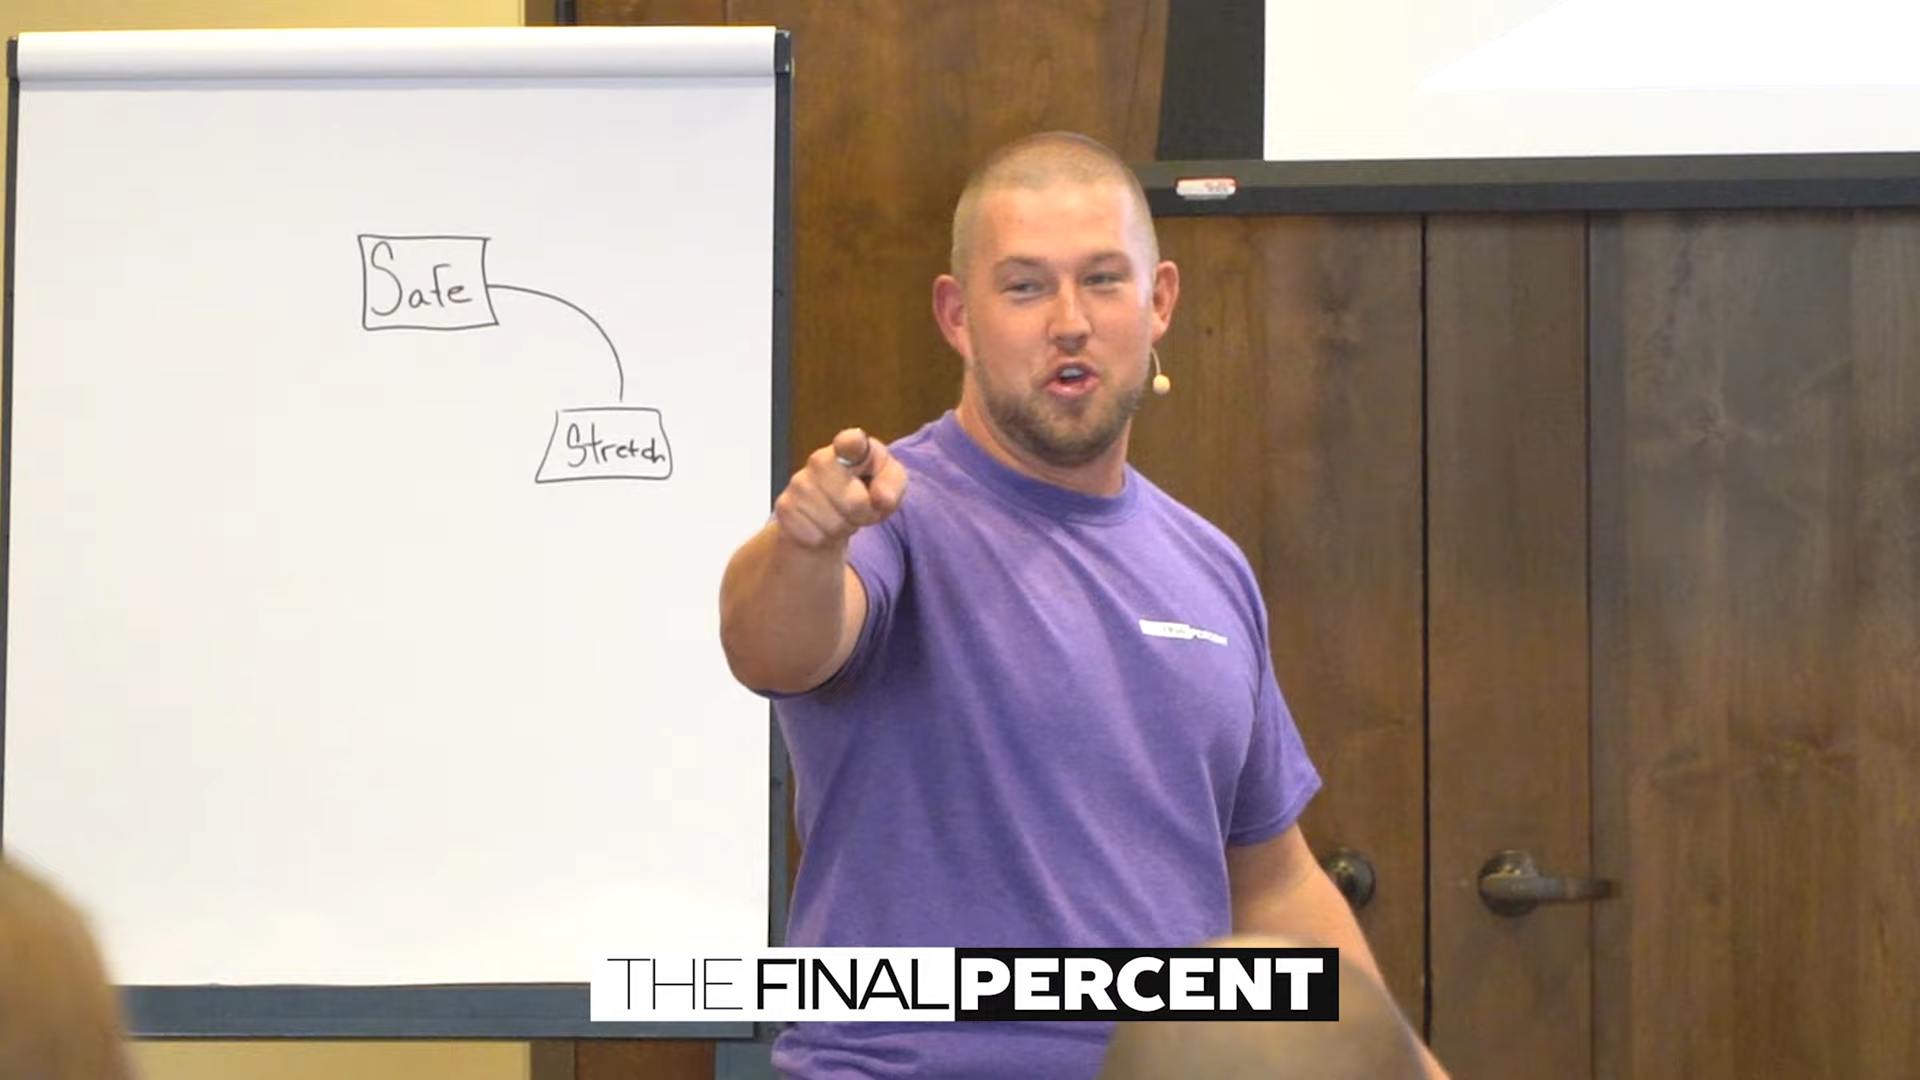 Safe
Stretch
THE FINAL PERCENT